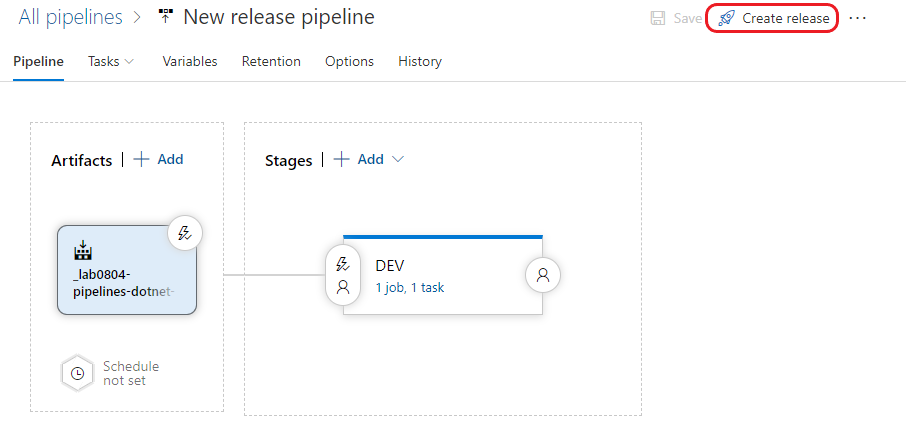 All pipelines > New release pipeline
Save Create release ...
Pipeline Tasks Variables Retention Options History
Artifacts | + Add
Stages | + Add
_lab0804-
pipelines-dotnet-
DEV
1 job, 1 task
Schedule
not set